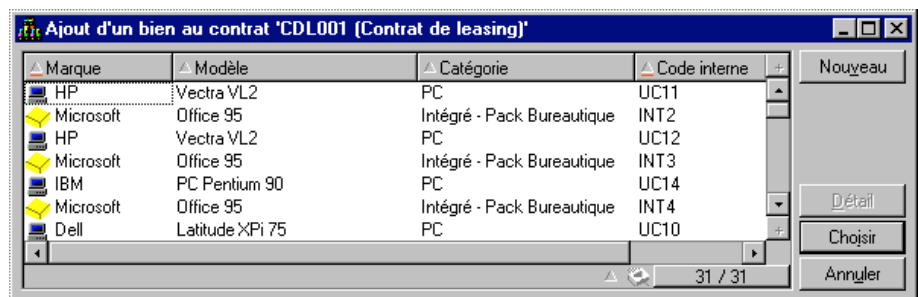 Ajout d'un bien au contrat 'CDL001 (Contrat de leasing)'
Marque Modèle Catégorie Code interne
HP Vectra VL2 PC UC11
Microsoft Office 95 Intégré - Pack Bureautique INT2
HP Vectra VL2 PC UC12
Microsoft Office 95 Intégré - Pack Bureautique INT3
IBM PC Pentium 90 PC UC14
Microsoft Office 95 Intégré - Pack Bureautique INT4
Dell Latitude XPi 75 PC UC10
31 / 31
Nouveau
Détail
Choisir
Annuler